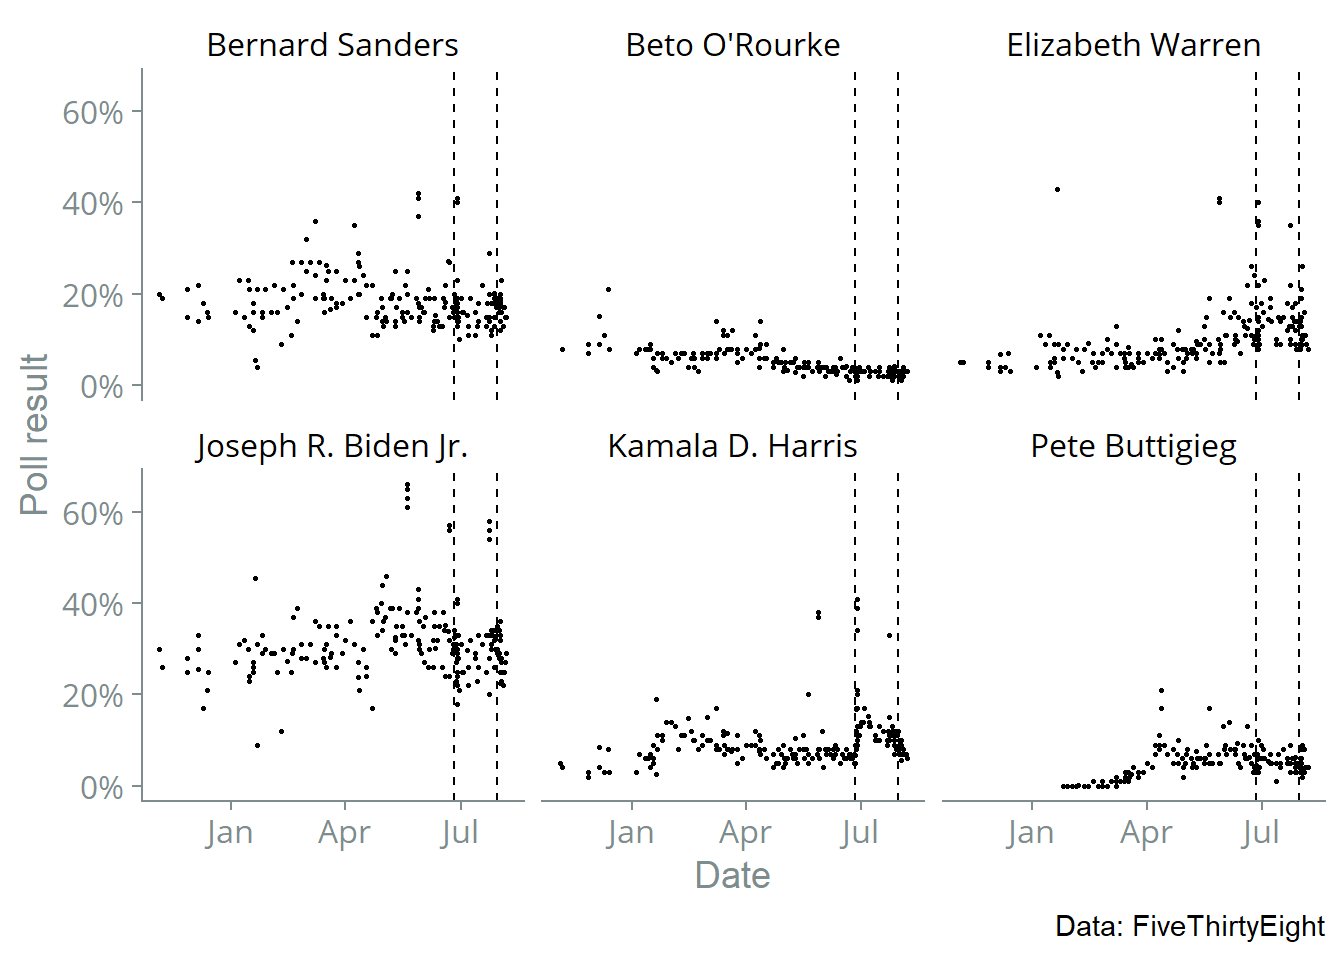 Bernard Sanders
Beto O'Rourke
Elizabeth Warren
60%
40%
20%
0%
Poll result
Joseph R. Biden Jr.
Kamala D. Harris
Pete Buttigieg
60%
40%
20%
0%
Jan
Apr
Jul
Jan
Apr
Jul
Jan
Apr
Jul
Date
Data: FiveThirtyEight